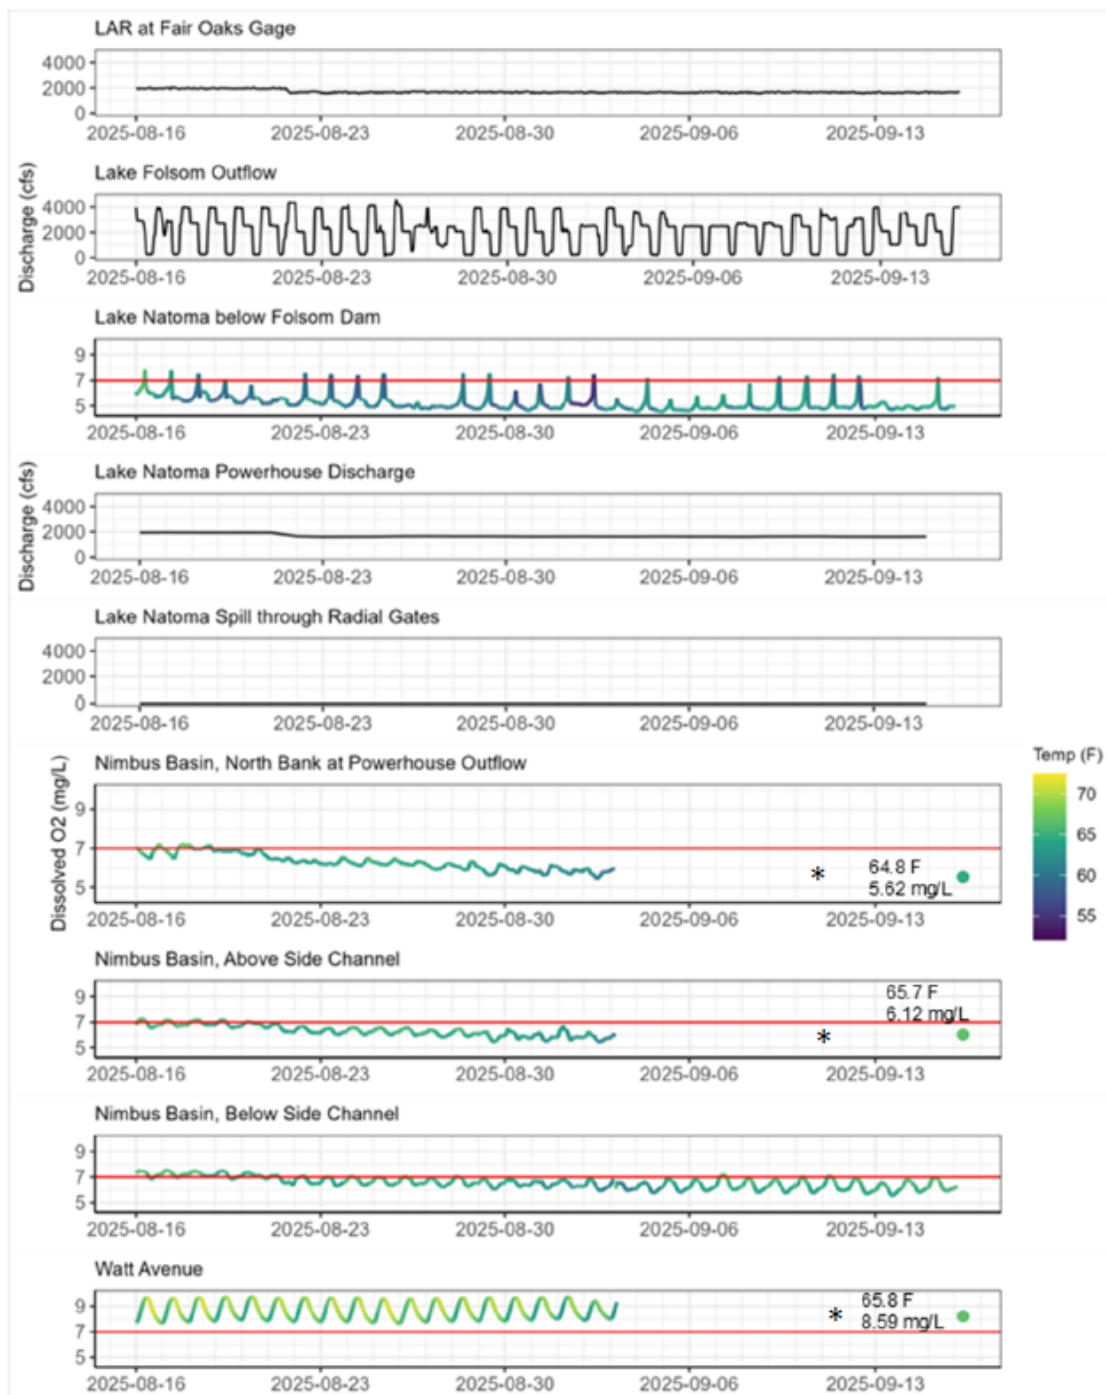 LAR at Fair Oaks Gage
4000
2000
0
2025-08-16 2025-08-23 2025-08-30 2025-09-06 2025-09-13
Lake Folsom Outflow
Discharge (cfs)
4000
2000
0
2025-08-16 2025-08-23 2025-08-30 2025-09-06 2025-09-13
Lake Natoma below Folsom Dam
9
7
5
2025-08-16 2025-08-23 2025-08-30 2025-09-06 2025-09-13
Lake Natoma Powerhouse Discharge
Discharge (cfs)
4000
2000
0
2025-08-16 2025-08-23 2025-08-30 2025-09-06 2025-09-13
Lake Natoma Spill through Radial Gates
4000
2000
0
2025-08-16 2025-08-23 2025-08-30 2025-09-06 2025-09-13
Nimbus Basin, North Bank at Powerhouse Outflow
Dissolved O2 (mg/L)
9
7
5
* 64.8 F
5.62 mg/L
2025-08-16 2025-08-23 2025-08-30 2025-09-06 2025-09-13
Temp (F)
70
65
60
55
Nimbus Basin, Above Side Channel
9
7
5
65.7 F
6.12 mg/L
*
2025-08-16 2025-08-23 2025-08-30 2025-09-06 2025-09-13
Nimbus Basin, Below Side Channel
9
7
5
2025-08-16 2025-08-23 2025-08-30 2025-09-06 2025-09-13
Watt Avenue
9
7
5
* 65.8 F
8.59 mg/L
2025-08-16 2025-08-23 2025-08-30 2025-09-06 2025-09-13